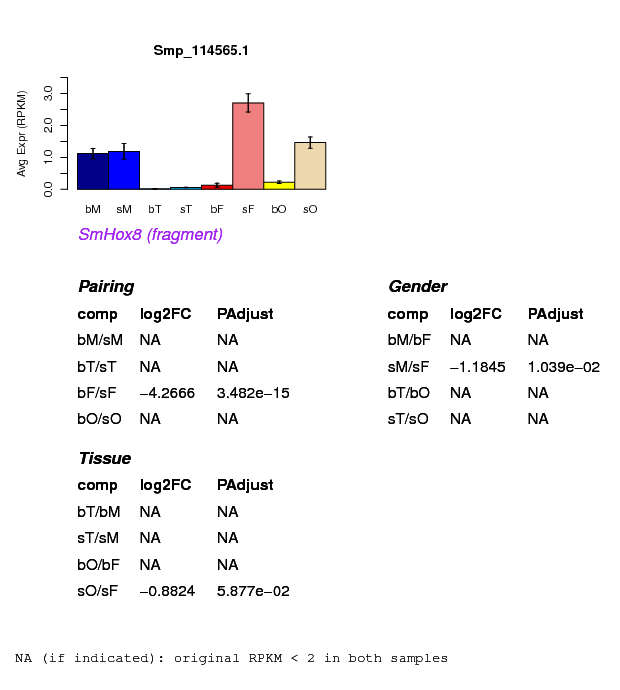 Smp_114565.1
Avg Expr (RPKM)
0.0 1.0 2.0 3.0
bM sM bT sT bF sF bO sO
SmHox8 (fragment)
Pairing
comp log2FC PAdjust
bM/sM NA NA
bT/sT NA NA
bF/sF −4.2666 3.482e−15
bO/sO NA NA
Gender
comp log2FC PAdjust
bM/bF NA NA
sM/sF −1.1845 1.039e−02
bT/bO NA NA
sT/sO NA NA
Tissue
comp log2FC PAdjust
bT/bM NA NA
sT/sM NA NA
bO/bF NA NA
sO/sF −0.8824 5.877e−02
NA (if indicated): original RPKM < 2 in both samples